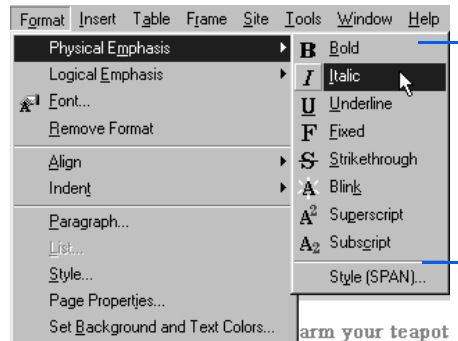 Format Insert Table Frame Site Tools Window Help
Physical Emphasis
Logical Emphasis
Font...
Remove Format
Align
Indent
Paragraph...
List...
Style...
Page Properties...
Set Background and Text Colors...
B Bold
I Italic
U Underline
F Fixed
S Strikethrough
A Blink
A2 Superscript
A2 Subscript
Style (SPAN)...
arm your teapot